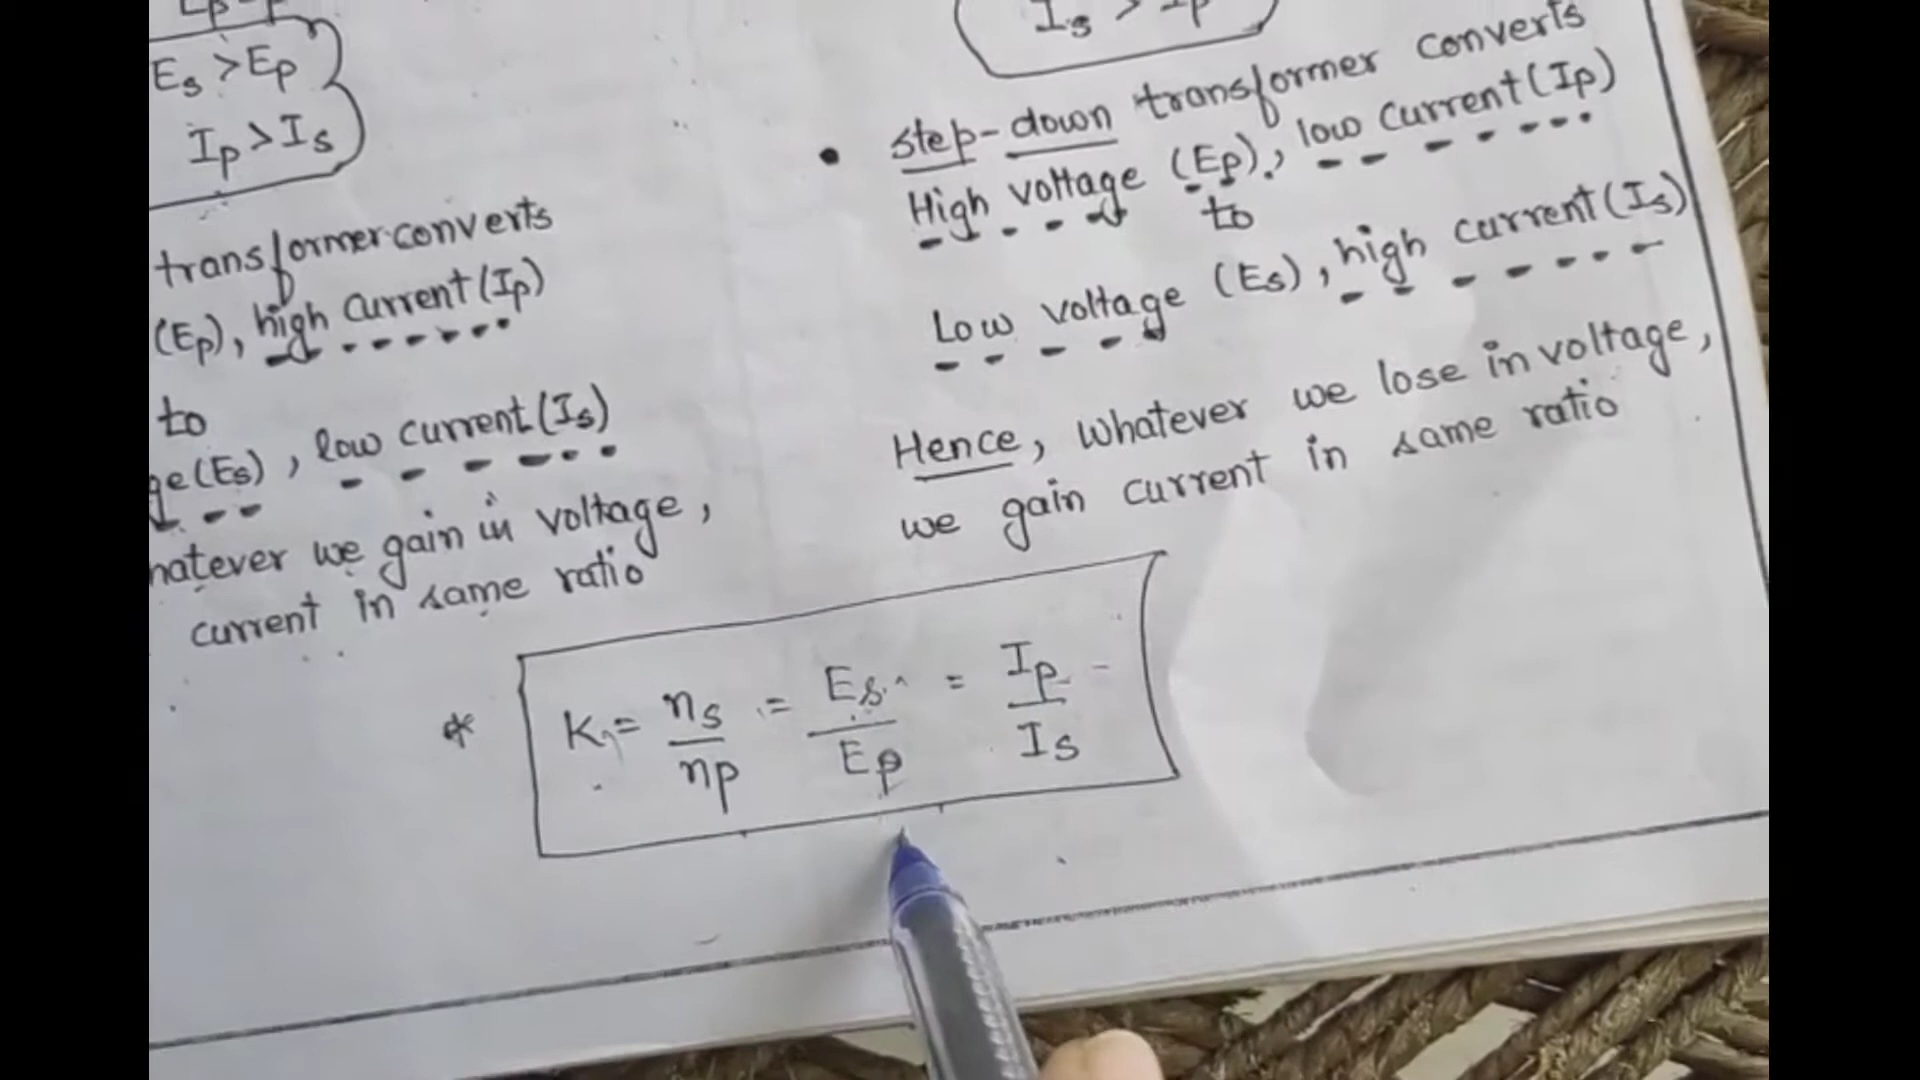 Es > Ep
Ip > Is
transformer converts
(Ep), high current (Ip)
to
ge (Es), low current (Is)
hatever we gain in voltage,
current in same ratio
Is > Ip
• step-down transformer converts
High voltage (Ep), low current (Ip)
to
Low voltage (Es), high current (Is)
Hence, whatever we lose in voltage,
we gain current in same ratio
* K = ns/np = Es/Ep = Ip/Is